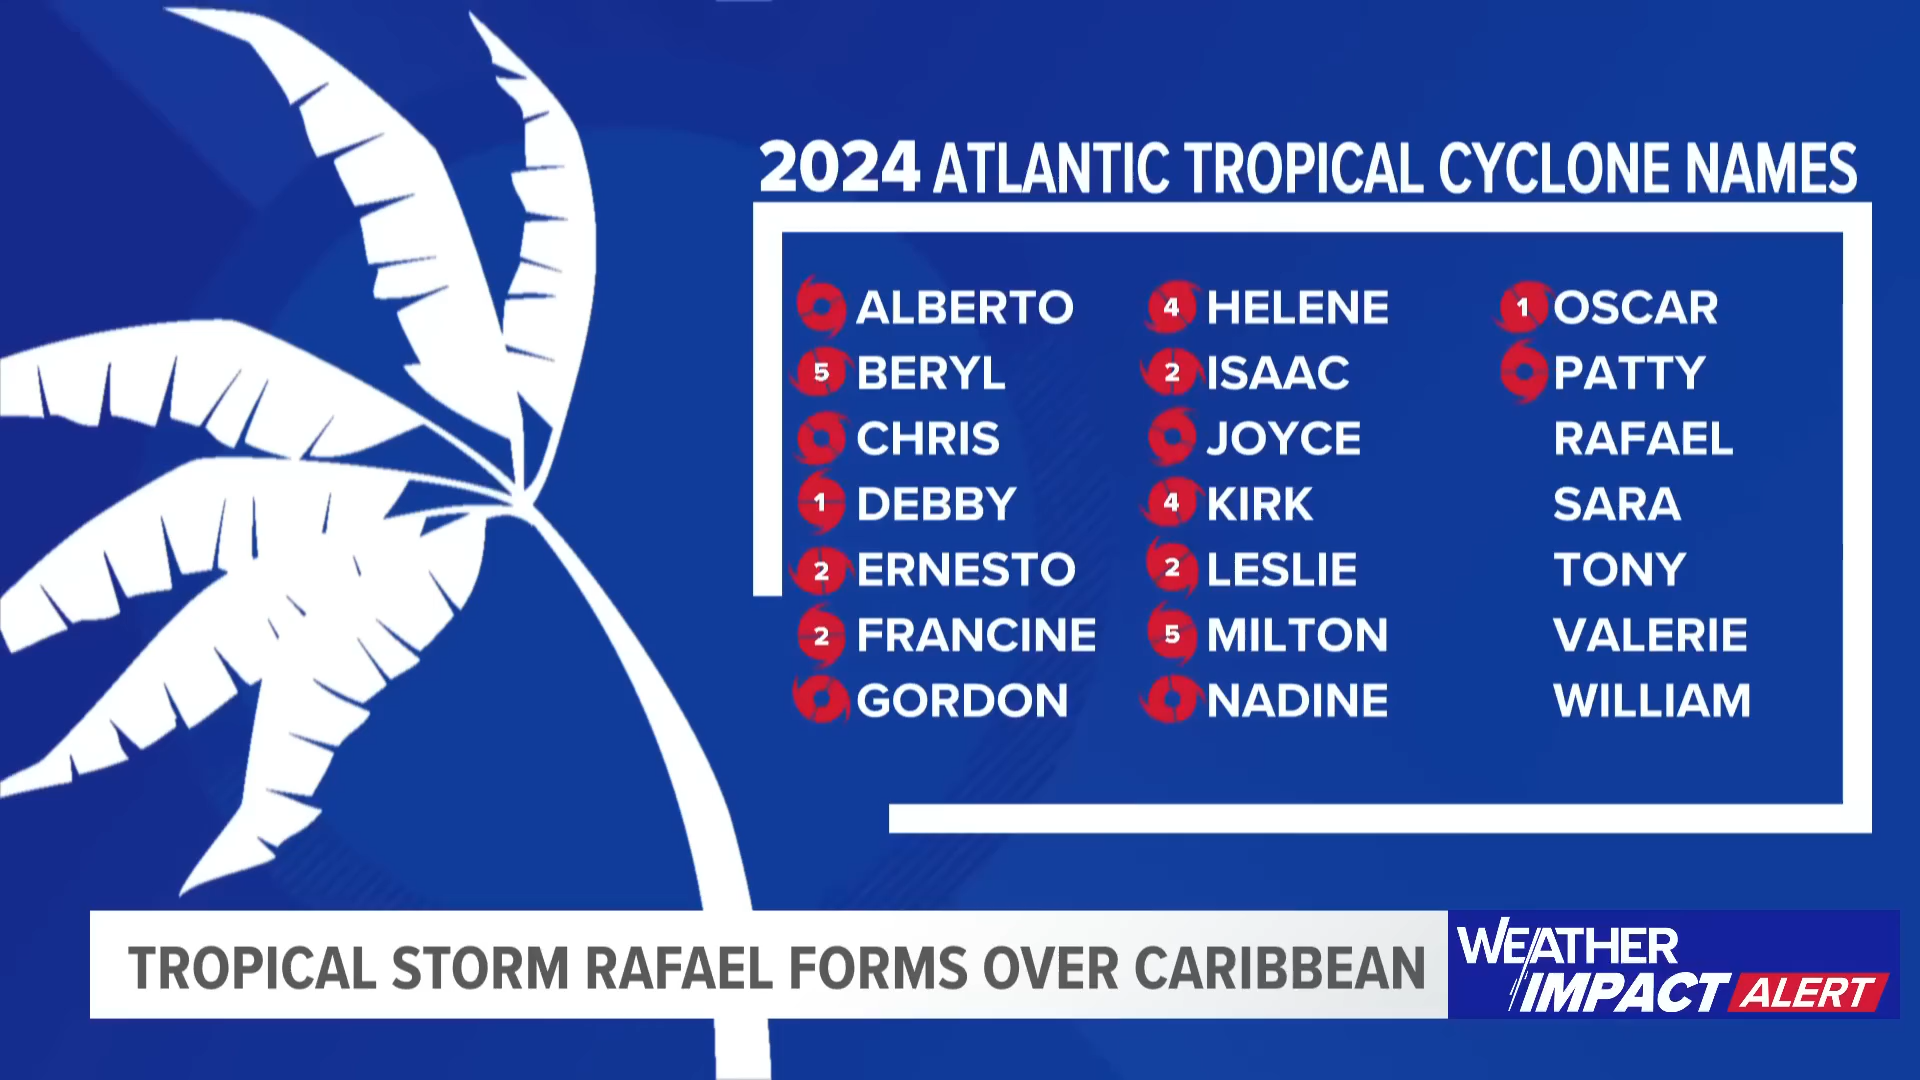 2024 ATLANTIC TROPICAL CYCLONE NAMES
ALBERTO
5 BERYL
CHRIS
1 DEBBY
2 ERNESTO
2 FRANCINE
GORDON
4 HELENE
2 ISAAC
JOYCE
4 KIRK
2 LESLIE
5 MILTON
NADINE
1 OSCAR
PATTY
RAFAEL
SARA
TONY
VALERIE
WILLIAM
TROPICAL STORM RAFAEL FORMS OVER CARIBBEAN
WEATHER
IMPACT ALERT